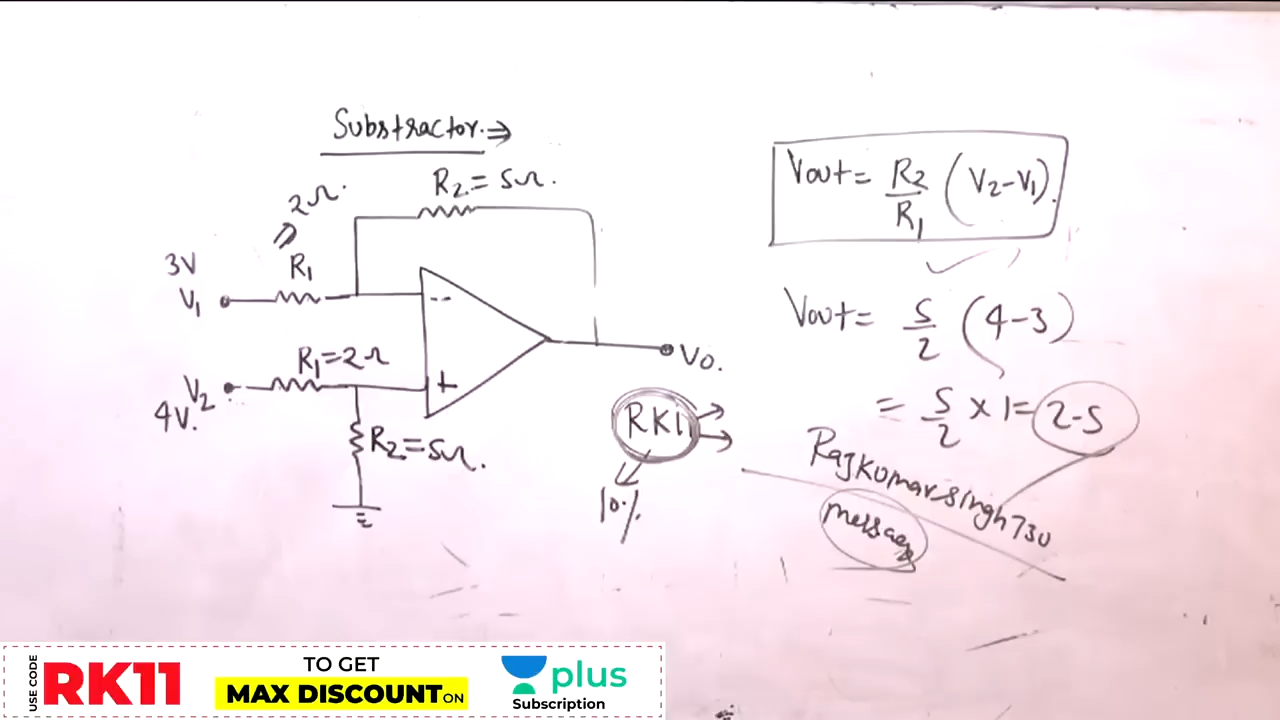 Substractor.⇒
R2.=5Ω.
2Ω.
R1
3V
V1
--
R1=2Ω
V2
4V.
+
R2=5Ω.
Vo.
Vout= R2/R1 (V2-V1).
Vout= 5/2 (4-3)
= 5/2 x 1= 2.5
RK11
10%
Rajkumarsingh730
message
USE CODE
RK11
TO GET
MAX DISCOUNT ON
plus
Subscription